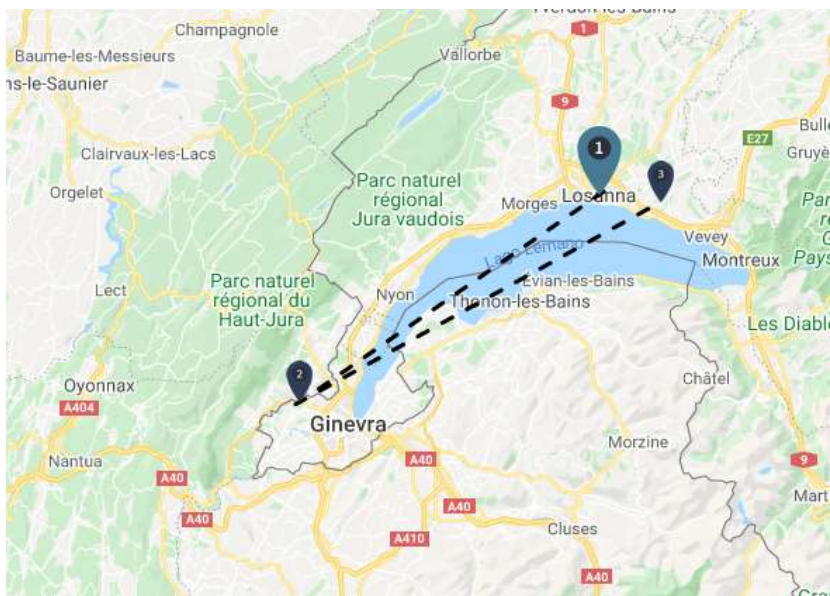 Yverdon-les-Bains
Champagnole
1
Baume-les-Messieurs
Vallorbe
ns-le-Saunier
9
Bulle
E27
Clairvaux-les-Lacs
1
Gruyè
Orgelet
Parc naturel
régional
Jura vaudois
3
Losanna
Morges
Vevey
Montreux
Lago Lemano
Lect
Parc naturel
régional du
Haut-Jura
Nyon
Évian-les-Bains
Thonon-les-Bains
Les Diable
Oyonnax
2
Châtel
A404
Ginevra
Nantua
A40
A40
Morzine
9
A40
A40
Mart
A410
Cluses
A40